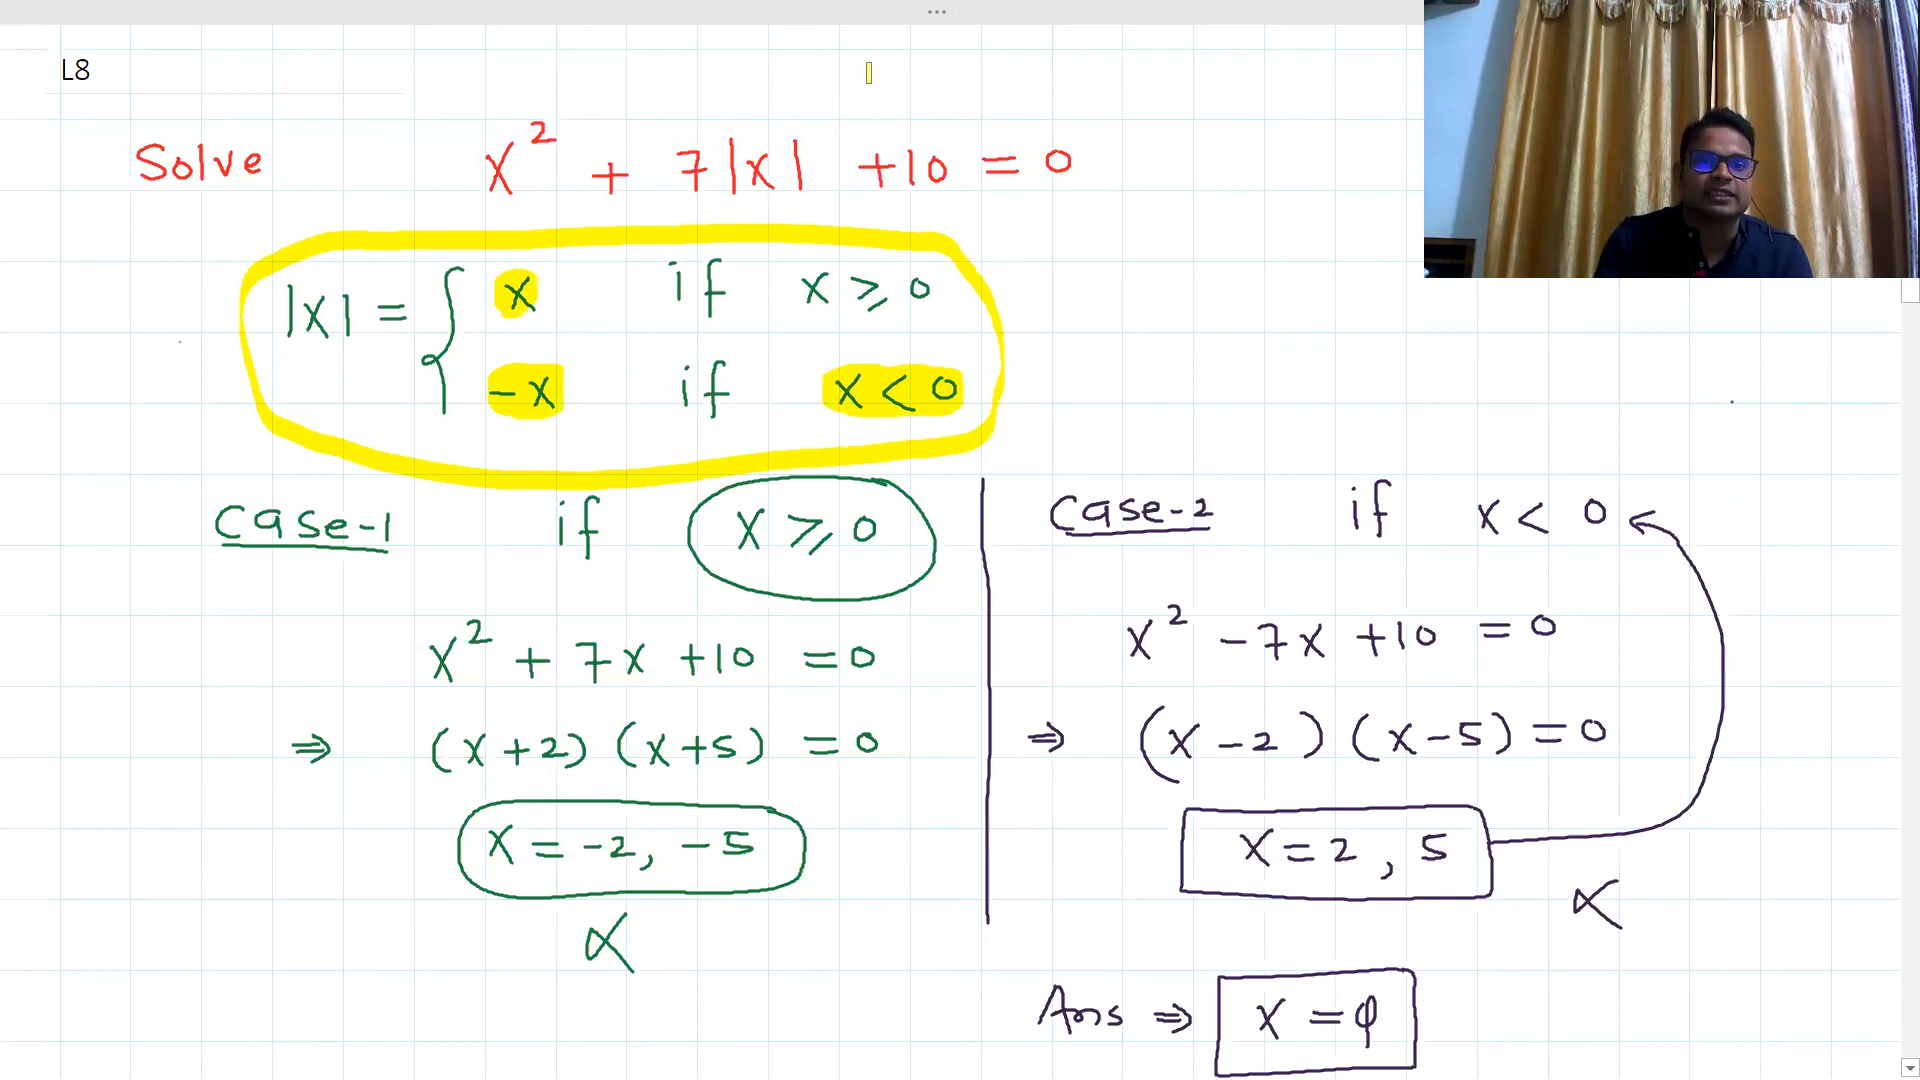 L8
Solve x² + 7|x| +10 = 0
|x| = { x if x ⩾ 0
-x if x < 0
Case-1 if x ⩾ 0
x² + 7x +10 = 0
⇒ (x+2) (x+5) = 0
x = -2, -5
Case-2 if x < 0
x² - 7x +10 = 0
⇒ (x-2) (x-5) = 0
x = 2, 5
Ans ⇒ x = φ